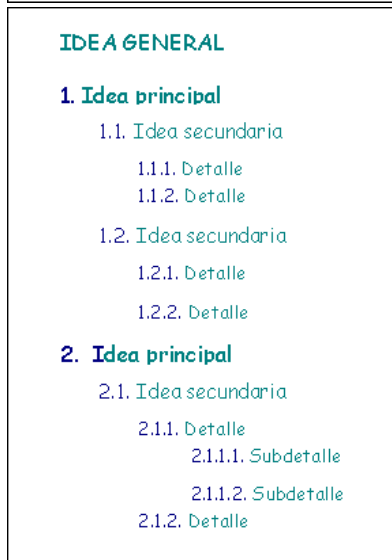 IDEA GENERAL
1. Idea principal
1.1. Idea secundaria
1.1.1. Detalle
1.1.2. Detalle
1.2. Idea secundaria
1.2.1. Detalle
1.2.2. Detalle
2. Idea principal
2.1. Idea secundaria
2.1.1. Detalle
2.1.1.1. Subdetalle
2.1.1.2. Subdetalle
2.1.2. Detalle